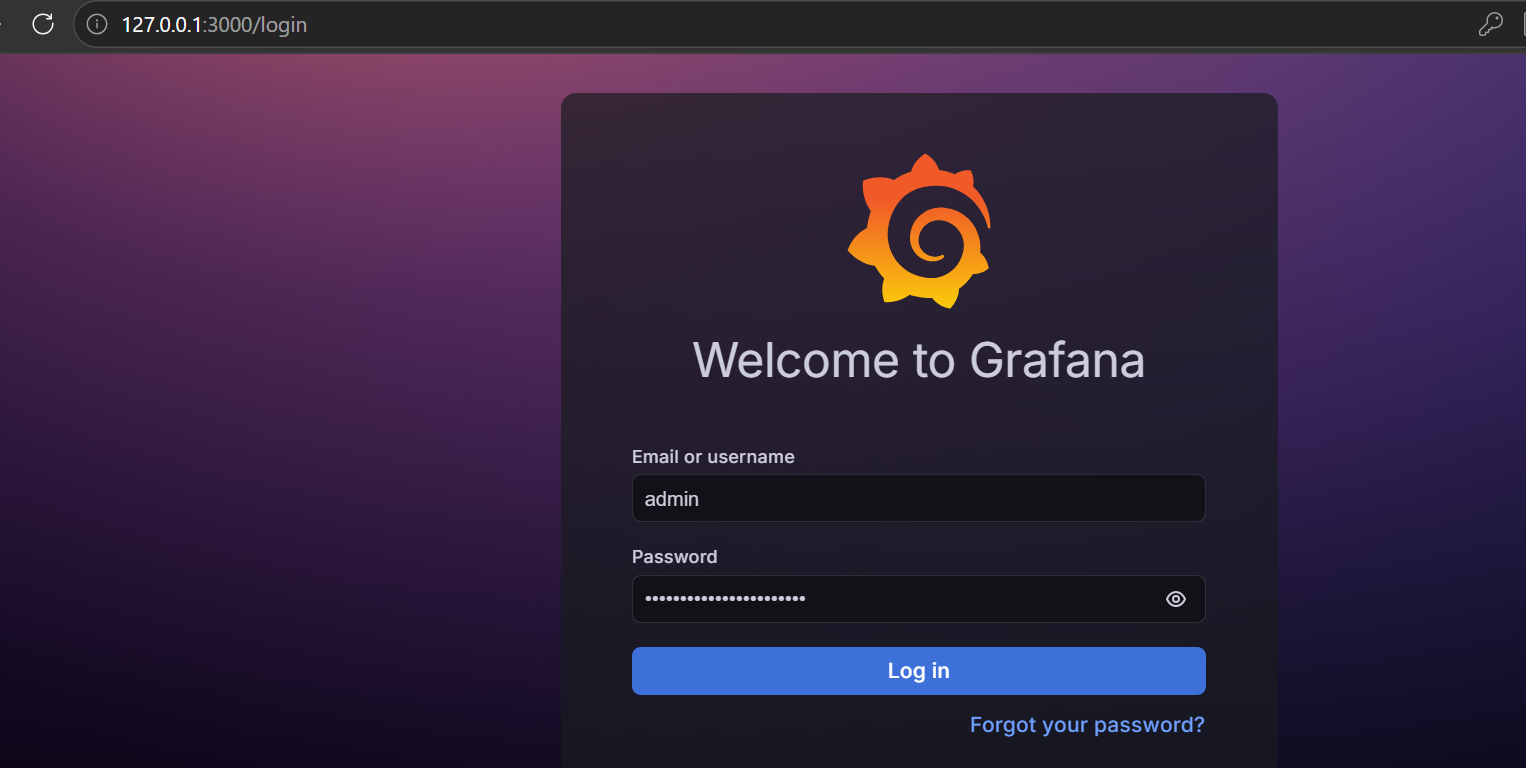 127.0.0.1:3000/login
Welcome to Grafana
Email or username
admin
Password
•••••••••••••••••••••••
Log in
Forgot your password?